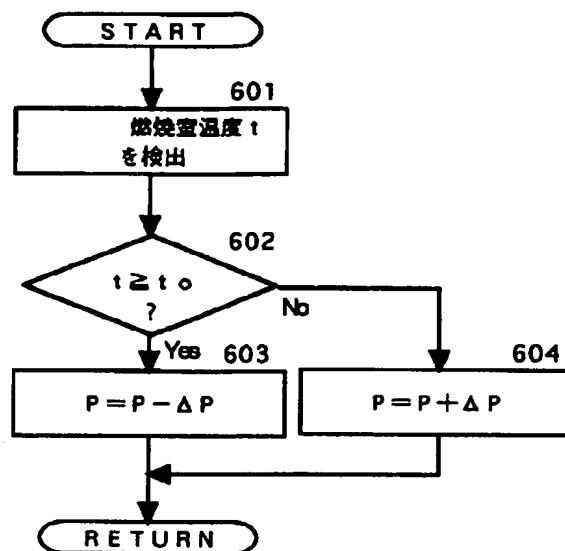 START
601
燃焼室温度 t
を検出
602
t ≧ t o
?
No
Yes
603
604
P = P − Δ P
P = P + Δ P
RETURN